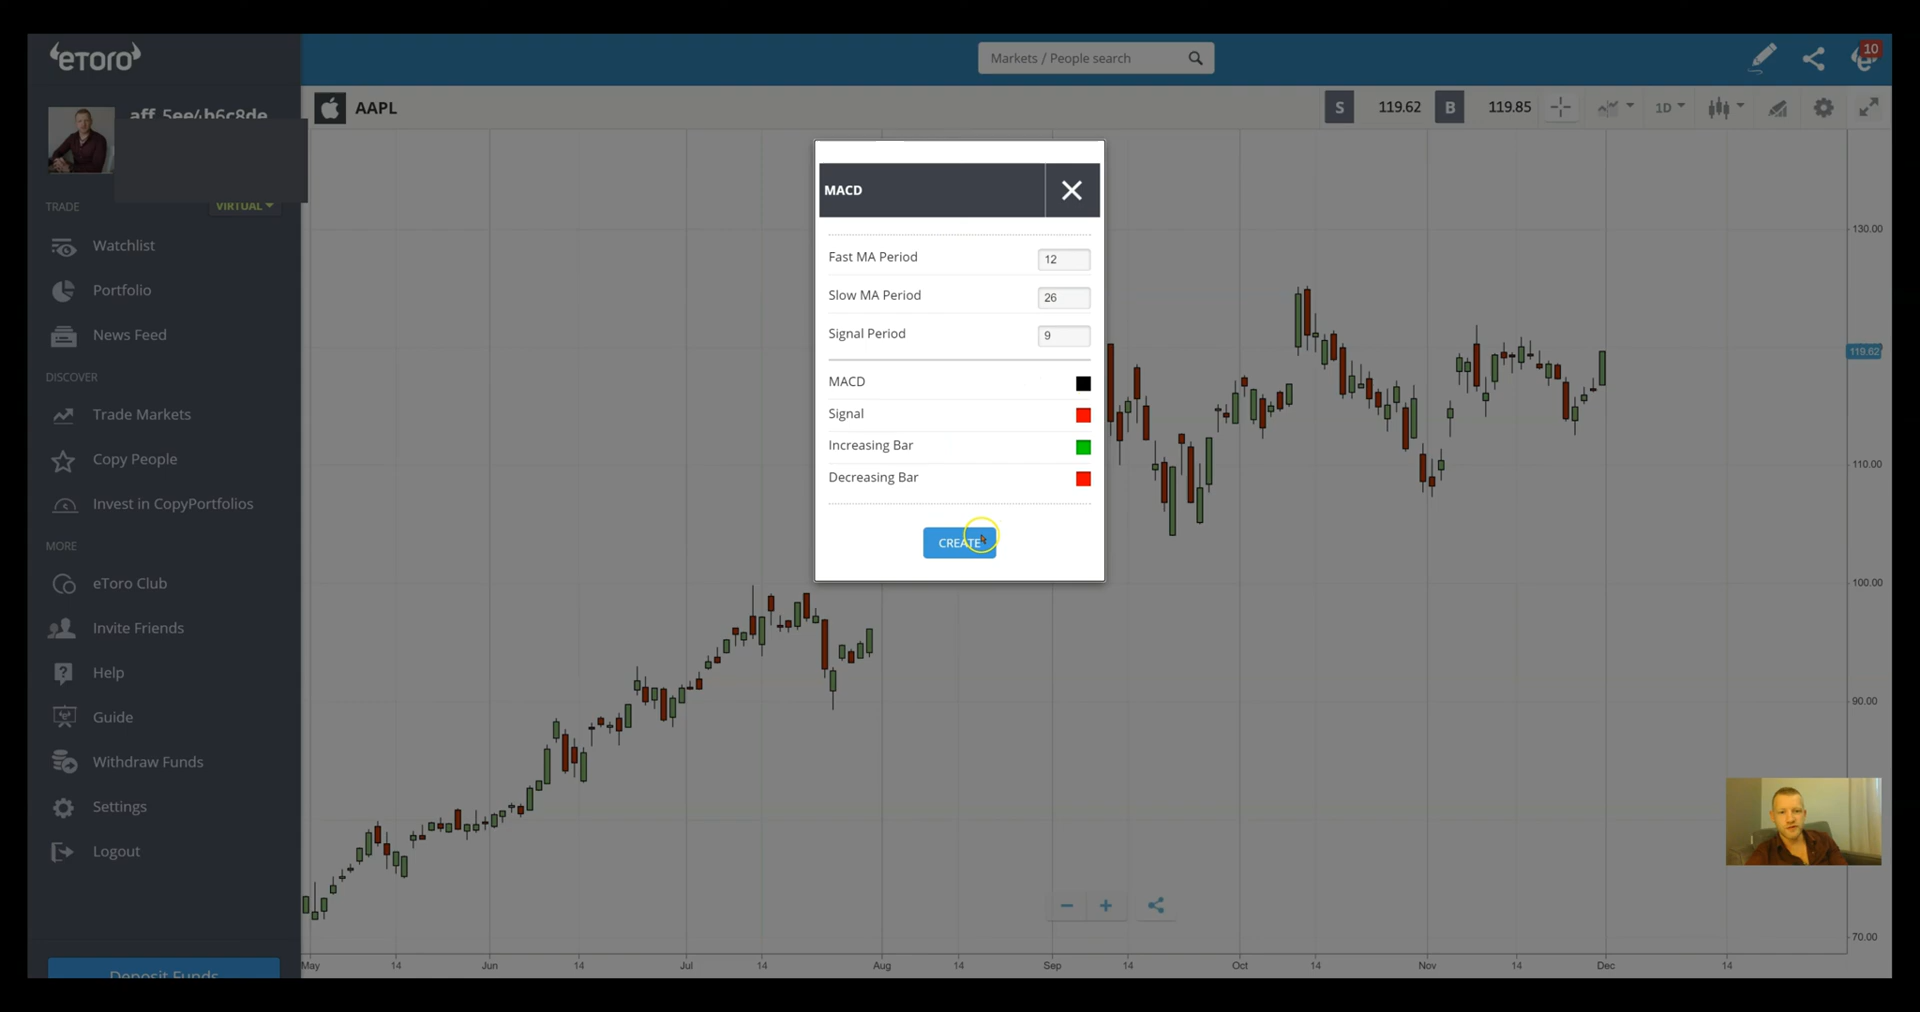 eToro
Markets / People search
10
aff_5ee4b6c8de
AAPL
S 119.62 B 119.85
1D
TRADE
VIRTUAL
Watchlist
Portfolio
News Feed
DISCOVER
Trade Markets
Copy People
Invest in CopyPortfolios
MORE
eToro Club
Invite Friends
Help
Guide
Withdraw Funds
Settings
Logout
Deposit Funds
MACD
Fast MA Period 12
Slow MA Period 26
Signal Period 9
MACD
Signal
Increasing Bar
Decreasing Bar
CREATE
130.00
119.62
110.00
100.00
90.00
70.00
May 14 Jun 14 Jul 14 Aug 14 Sep 14 Oct 14 Nov 14 Dec 14